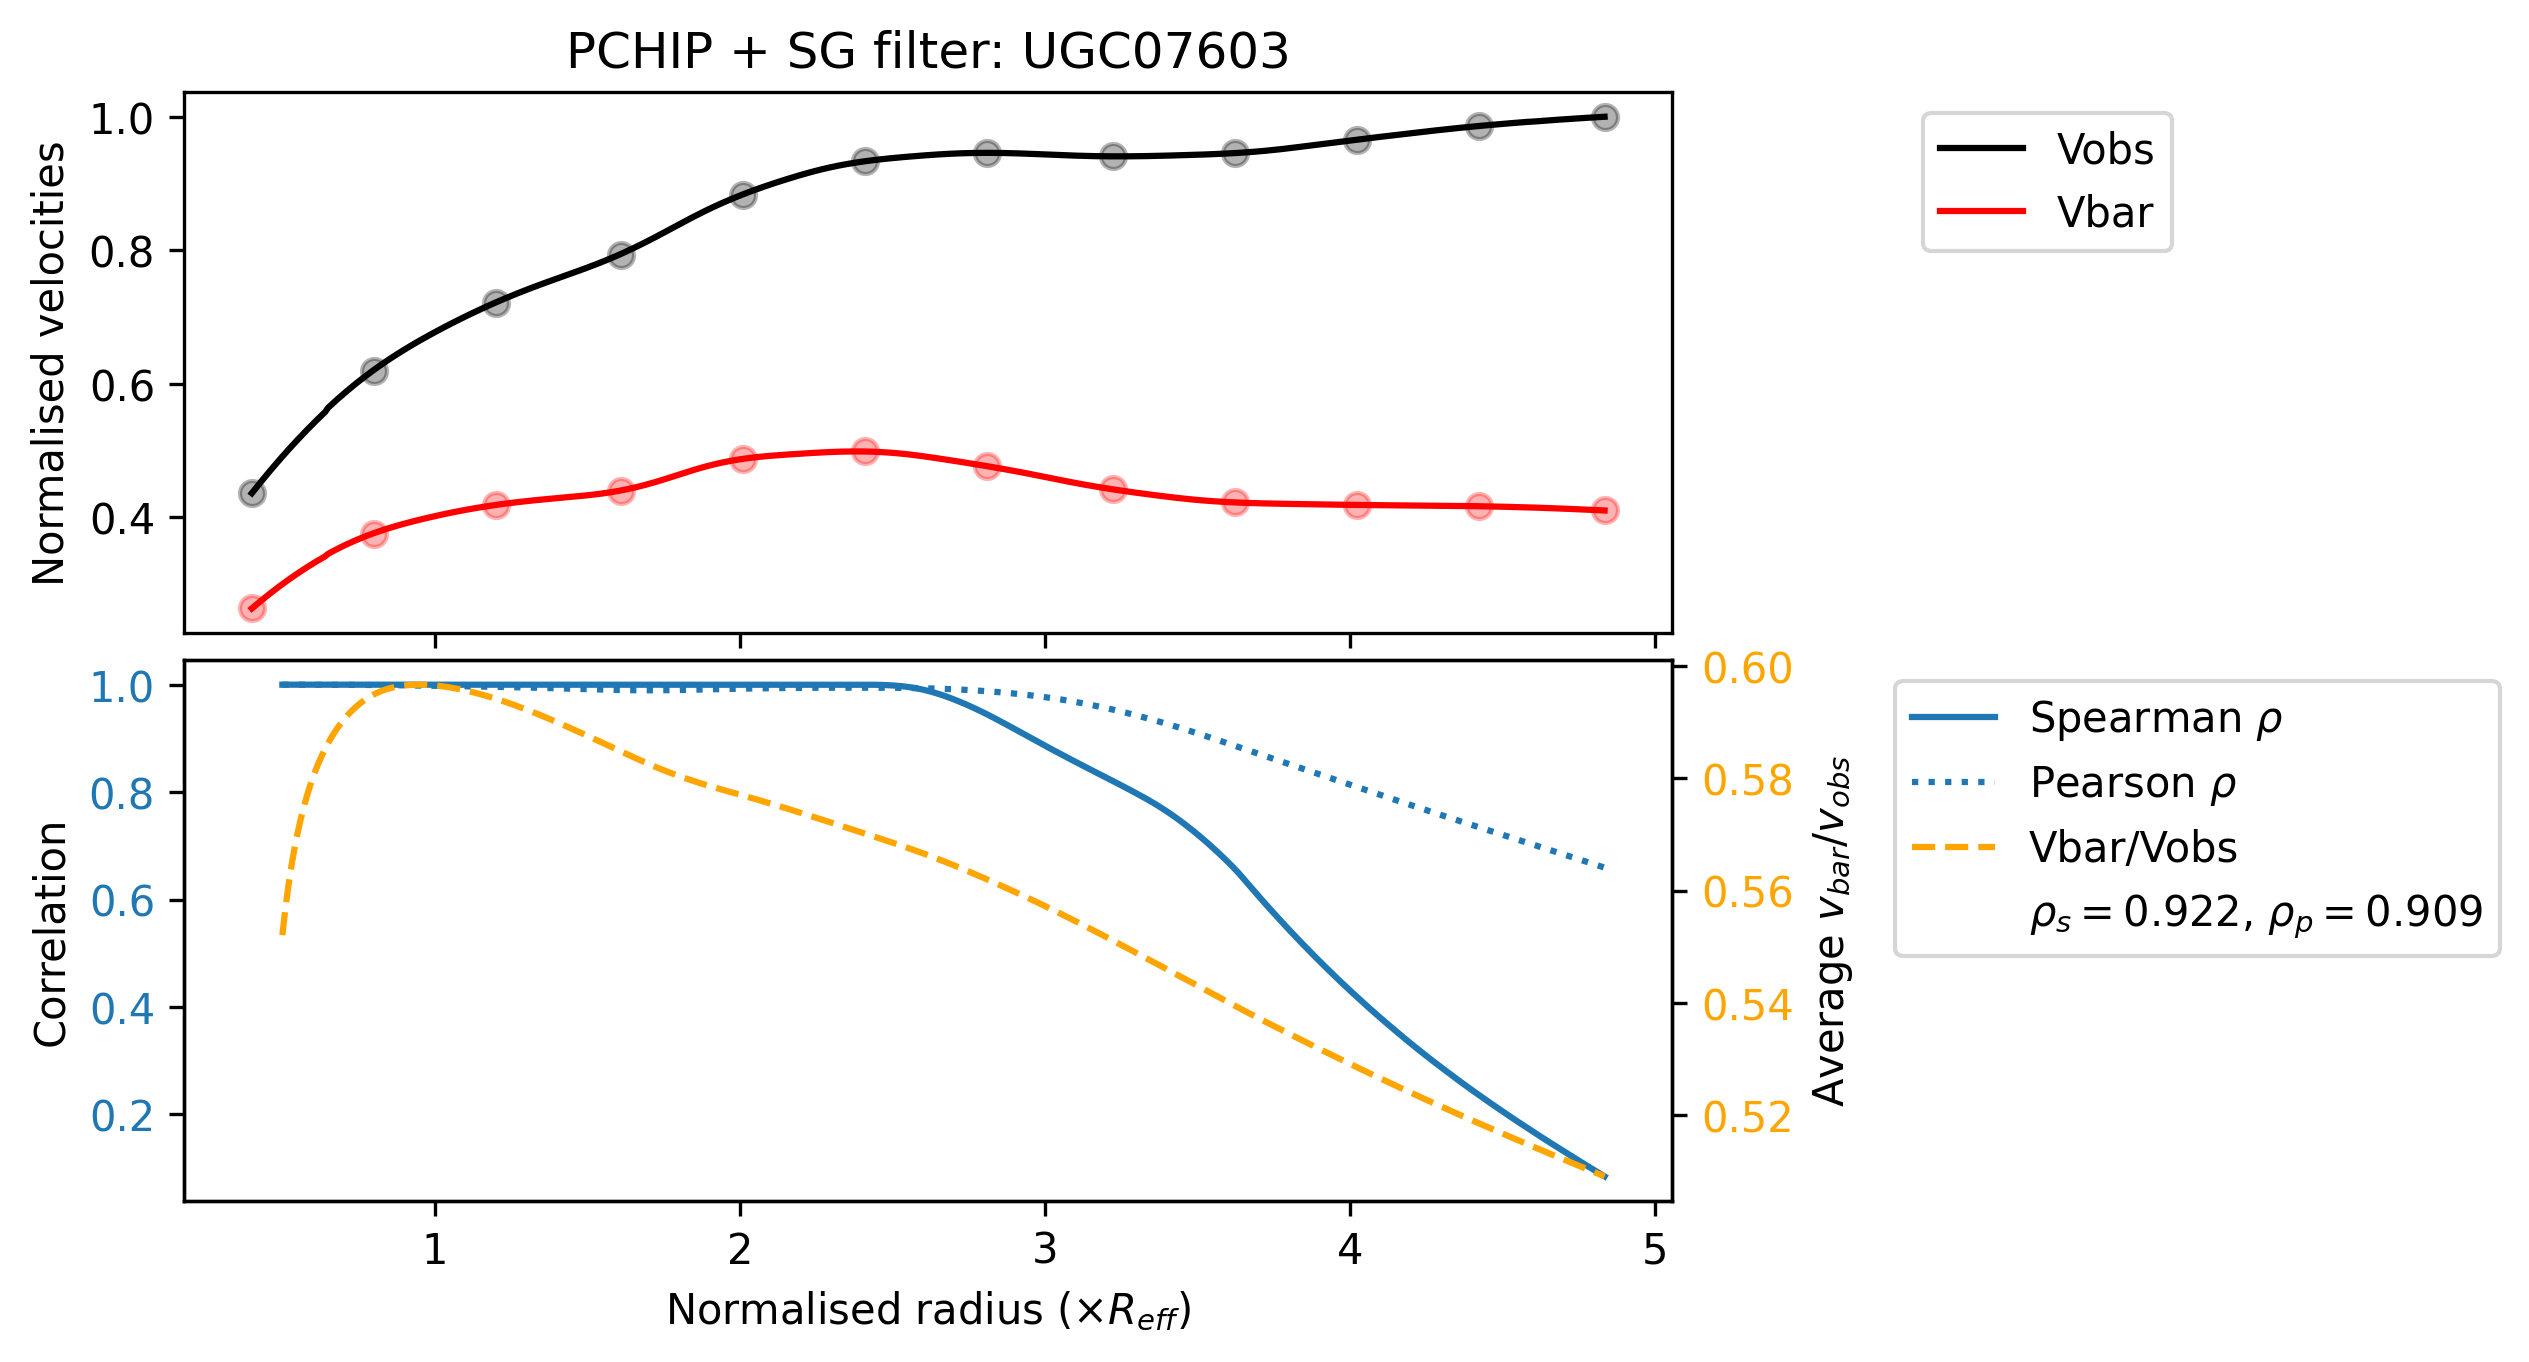 PCHIP + SG filter: UGC07603
Normalised velocities
1.0
0.8
0.6
0.4
Vobs
Vbar
Correlation
1.0
0.8
0.6
0.4
0.2
0.60
0.58
0.56
0.54
0.52
Average v_bar/v_obs
Spearman ρ
Pearson ρ
Vbar/Vobs
ρ_s = 0.922, ρ_p = 0.909
1 2 3 4 5
Normalised radius (×R_eff)